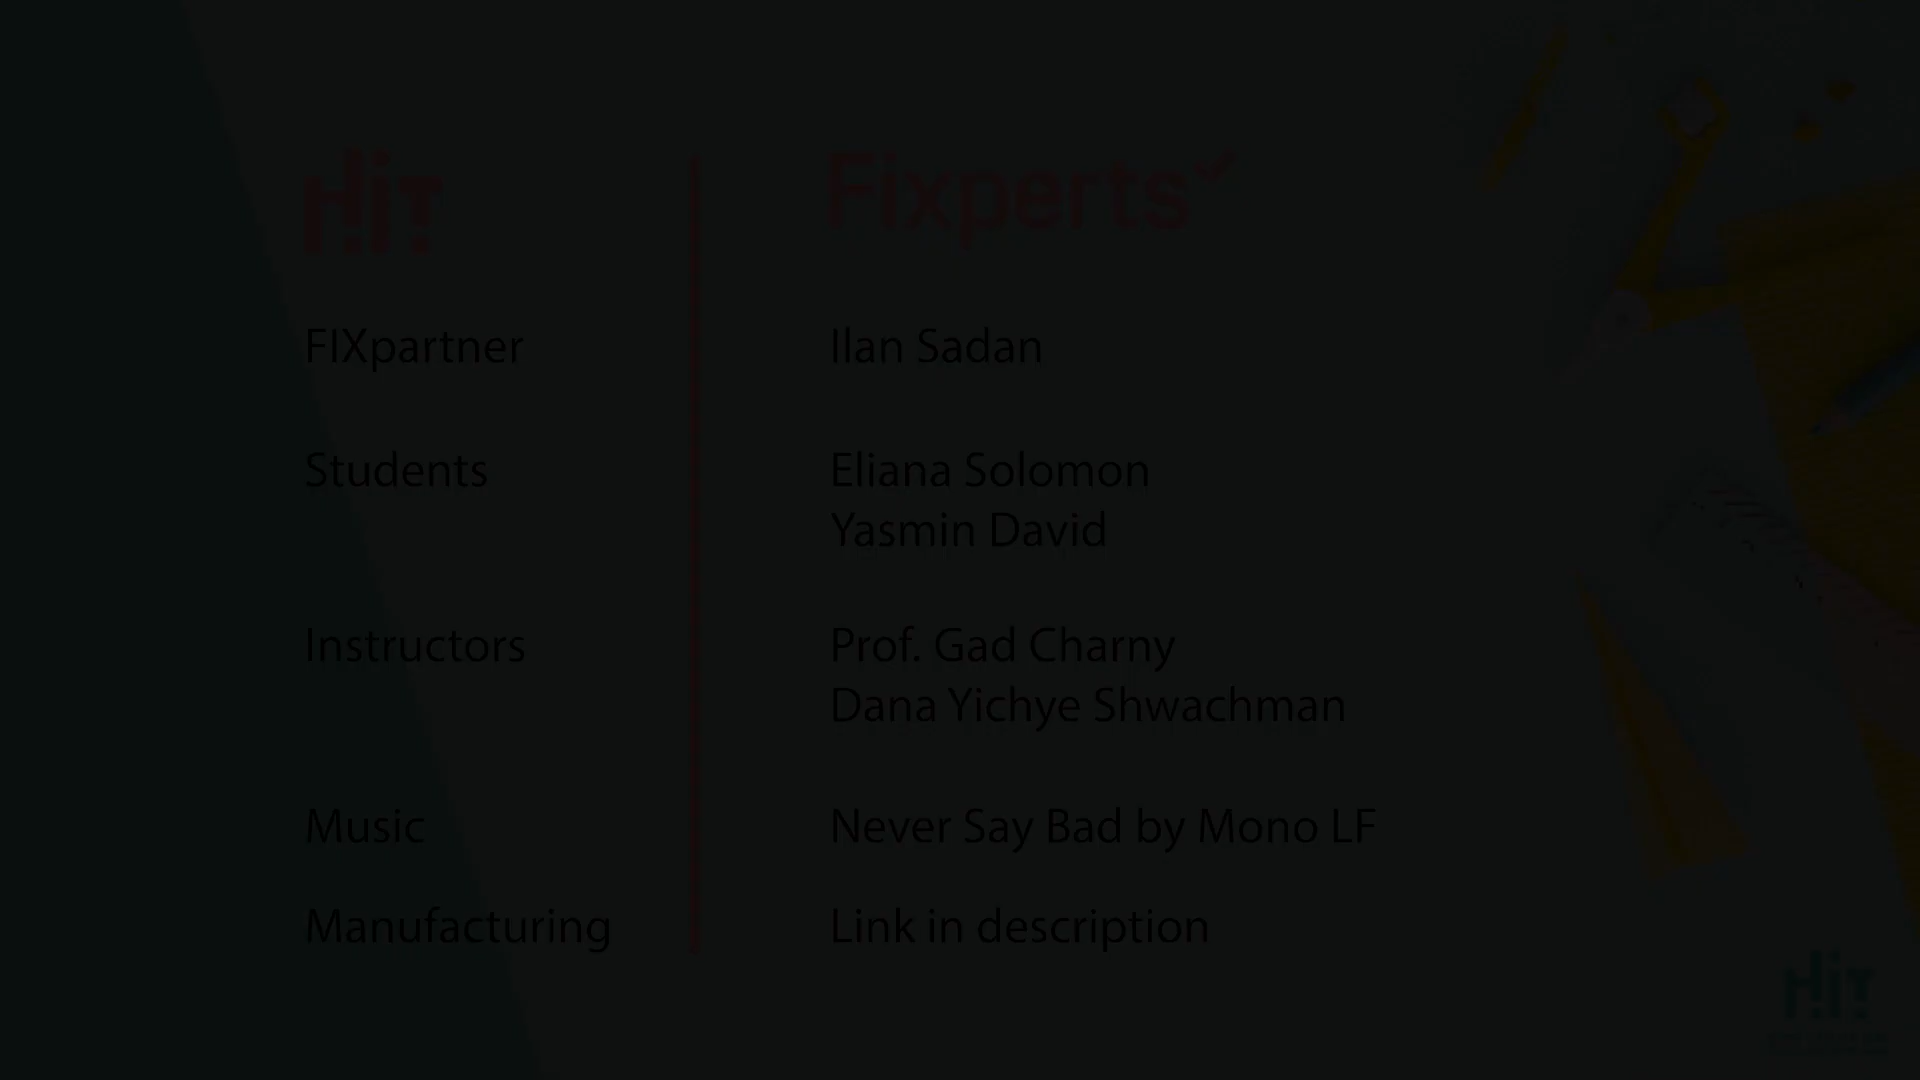 HiT
Fixperts
FIXpartner
Ilan Sadan
Students
Eliana Solomon
Yasmin David
Instructors
Prof. Gad Charny
Dana Yichye Shwachman
Music
Never Say Bad by Mono LF
Manufacturing
Link in description
HiT